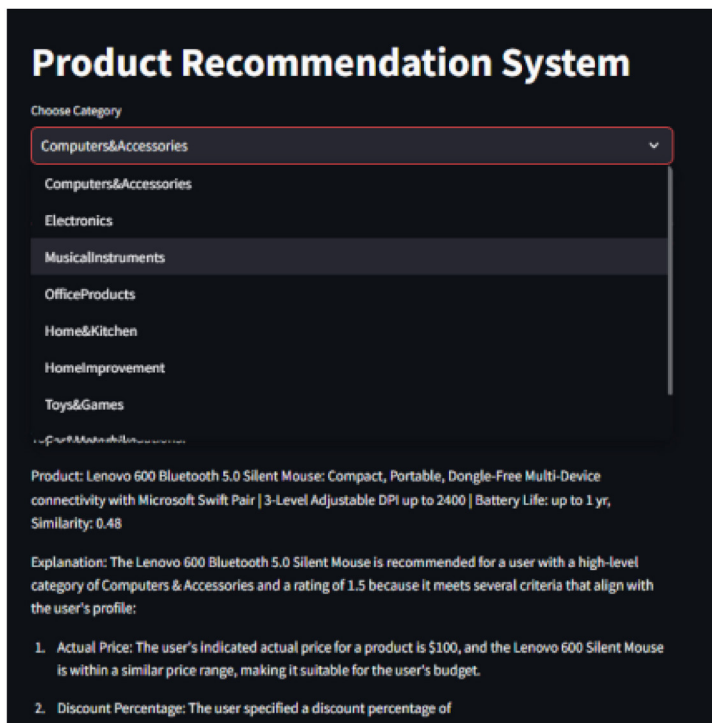 Product Recommendation System
Choose Category
Computers&Accessories
Computers&Accessories
Electronics
MusicalInstruments
OfficeProducts
Home&Kitchen
HomeImprovement
Toys&Games
Product: Lenovo 600 Bluetooth 5.0 Silent Mouse: Compact, Portable, Dongle-Free Multi-Device
connectivity with Microsoft Swift Pair | 3-Level Adjustable DPI up to 2400 | Battery Life: up to 1 yr,
Similarity: 0.48
Explanation: The Lenovo 600 Bluetooth 5.0 Silent Mouse is recommended for a user with a high-level
category of Computers & Accessories and a rating of 1.5 because it meets several criteria that align with
the user's profile:
1. Actual Price: The user's indicated actual price for a product is $100, and the Lenovo 600 Silent Mouse
is within a similar price range, making it suitable for the user's budget.
2. Discount Percentage: The user specified a discount percentage of